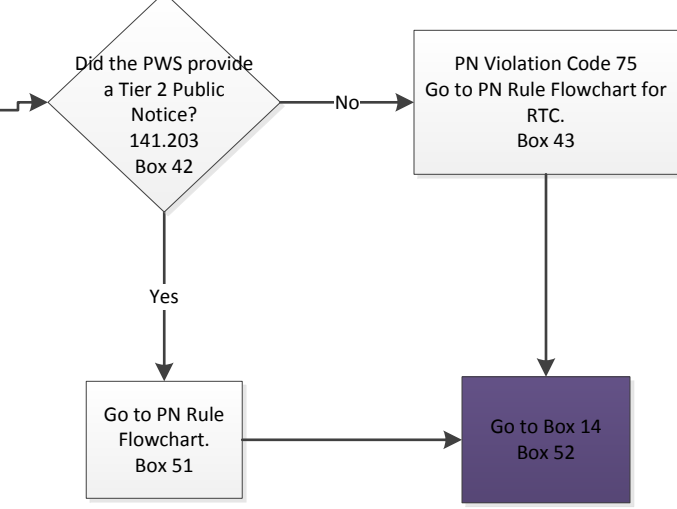 Did the PWS provide
a Tier 2 Public
Notice?
141.203
Box 42
No
PN Violation Code 75
Go to PN Rule Flowchart for
RTC.
Box 43
Yes
Go to PN Rule
Flowchart.
Box 51
Go to Box 14
Box 52